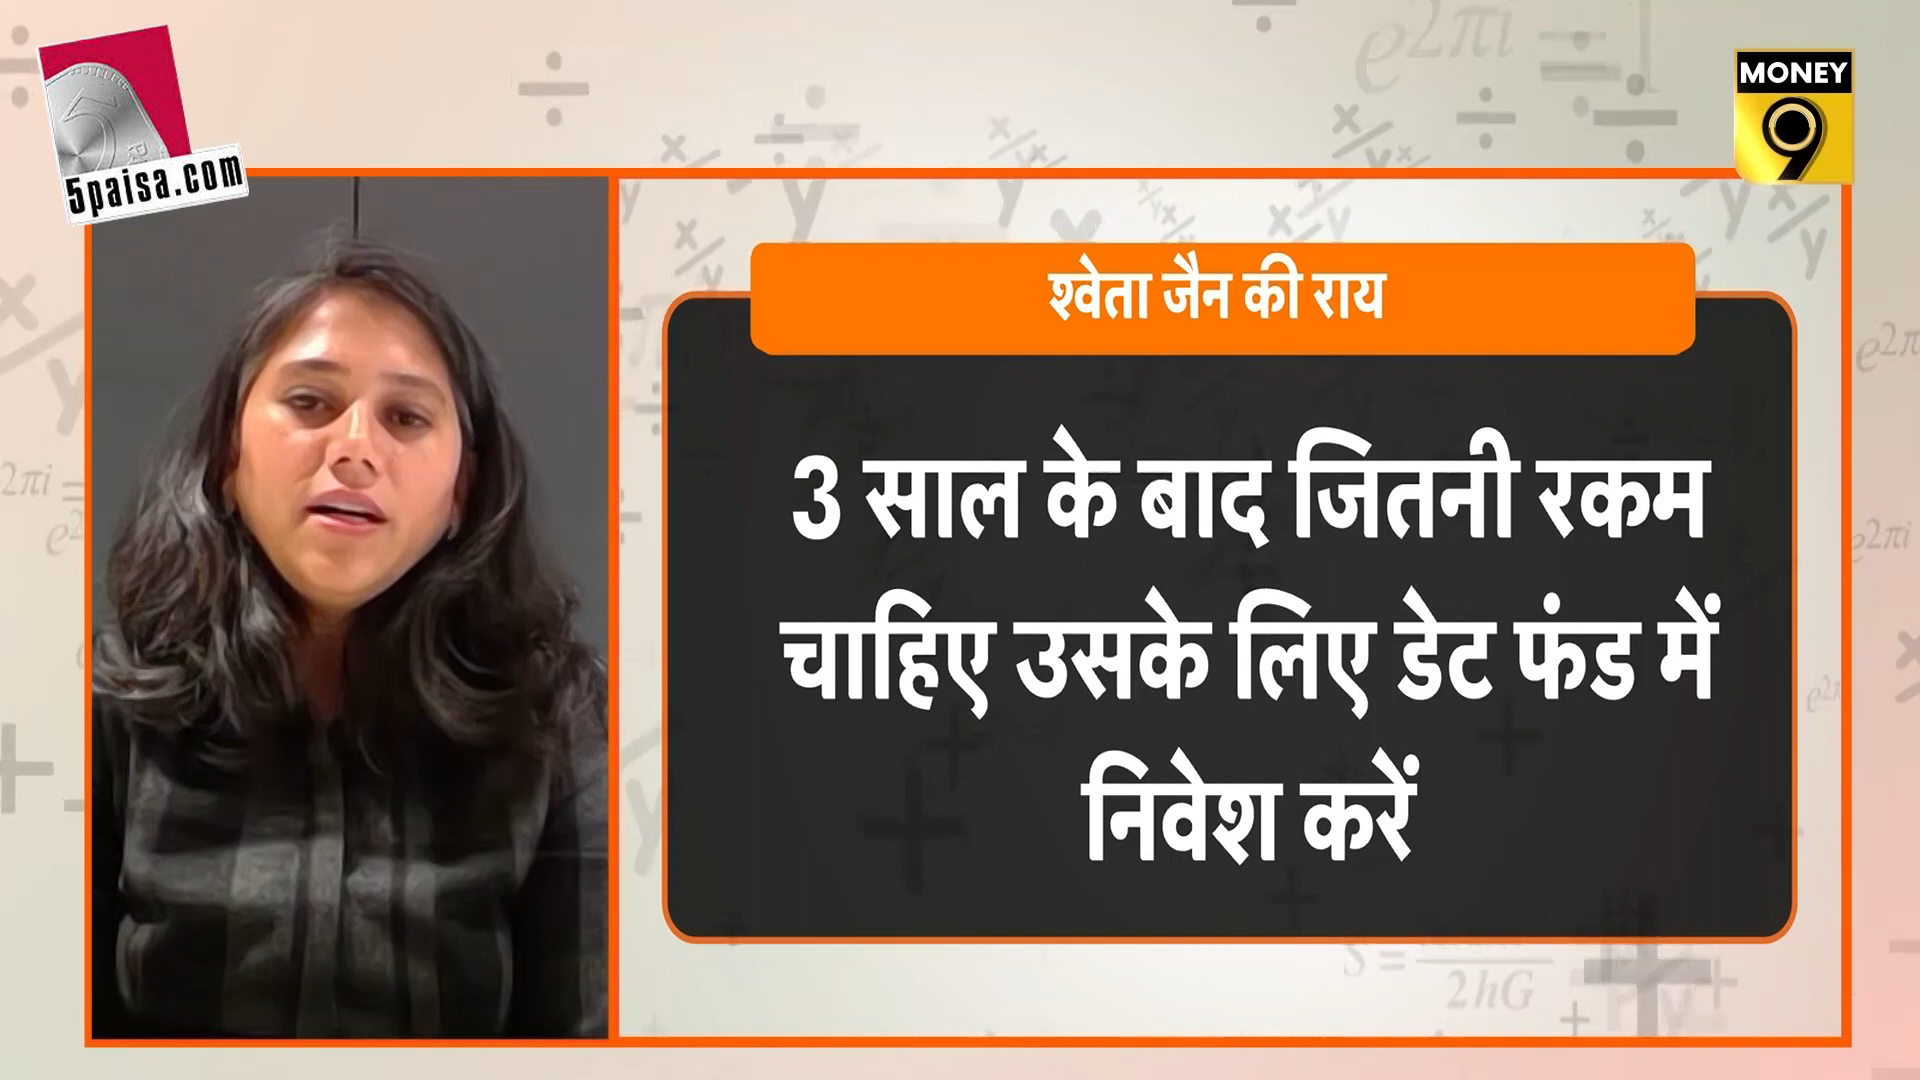 5paisa.com
MONEY
9
श्वेता जैन की राय
3 साल के बाद जितनी रकम
चाहिए उसके लिए डेट फंड में
निवेश करें